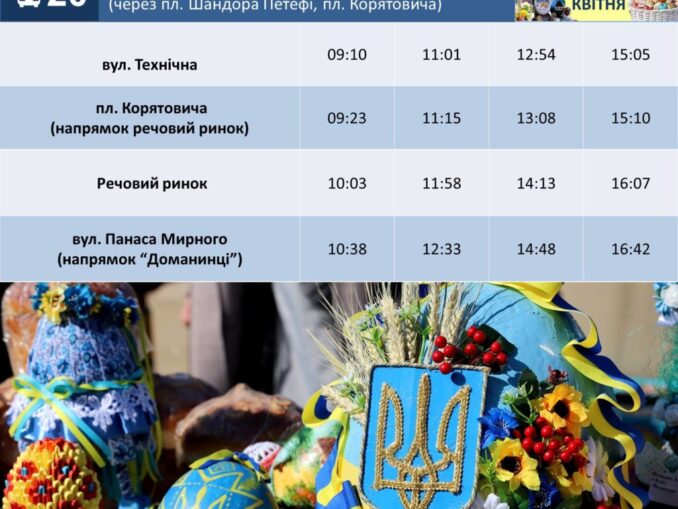 (через пл. Шандора Петефі, пл. Корятовича)
КВІТНЯ
вул. Технічна 09:10 11:01 12:54 15:05
пл. Корятовича
(напрямок речовий ринок) 09:23 11:15 13:08 15:10
Речовий ринок 10:03 11:58 14:13 16:07
вул. Панаса Мирного
(напрямок “Доманинці”) 10:38 12:33 14:48 16:42